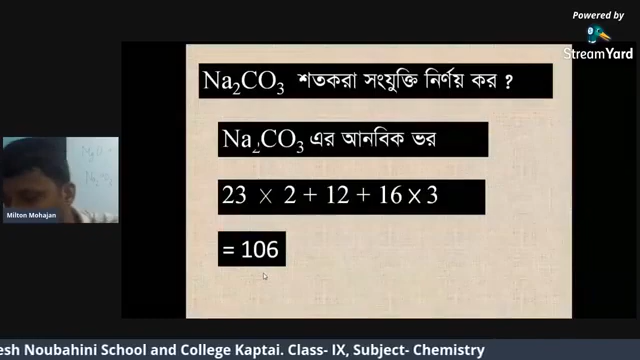 Powered by
StreamYard
Na₂CO₃ শতকরা সংযুক্তি নির্ণয় কর ?
Na₂CO₃ এর আনবিক ভর
23 × 2 + 12 + 16 × 3
= 106
Milton Mohajan
esh Noubahini School and College Kaptai. Class- IX, Subject- Chemistry